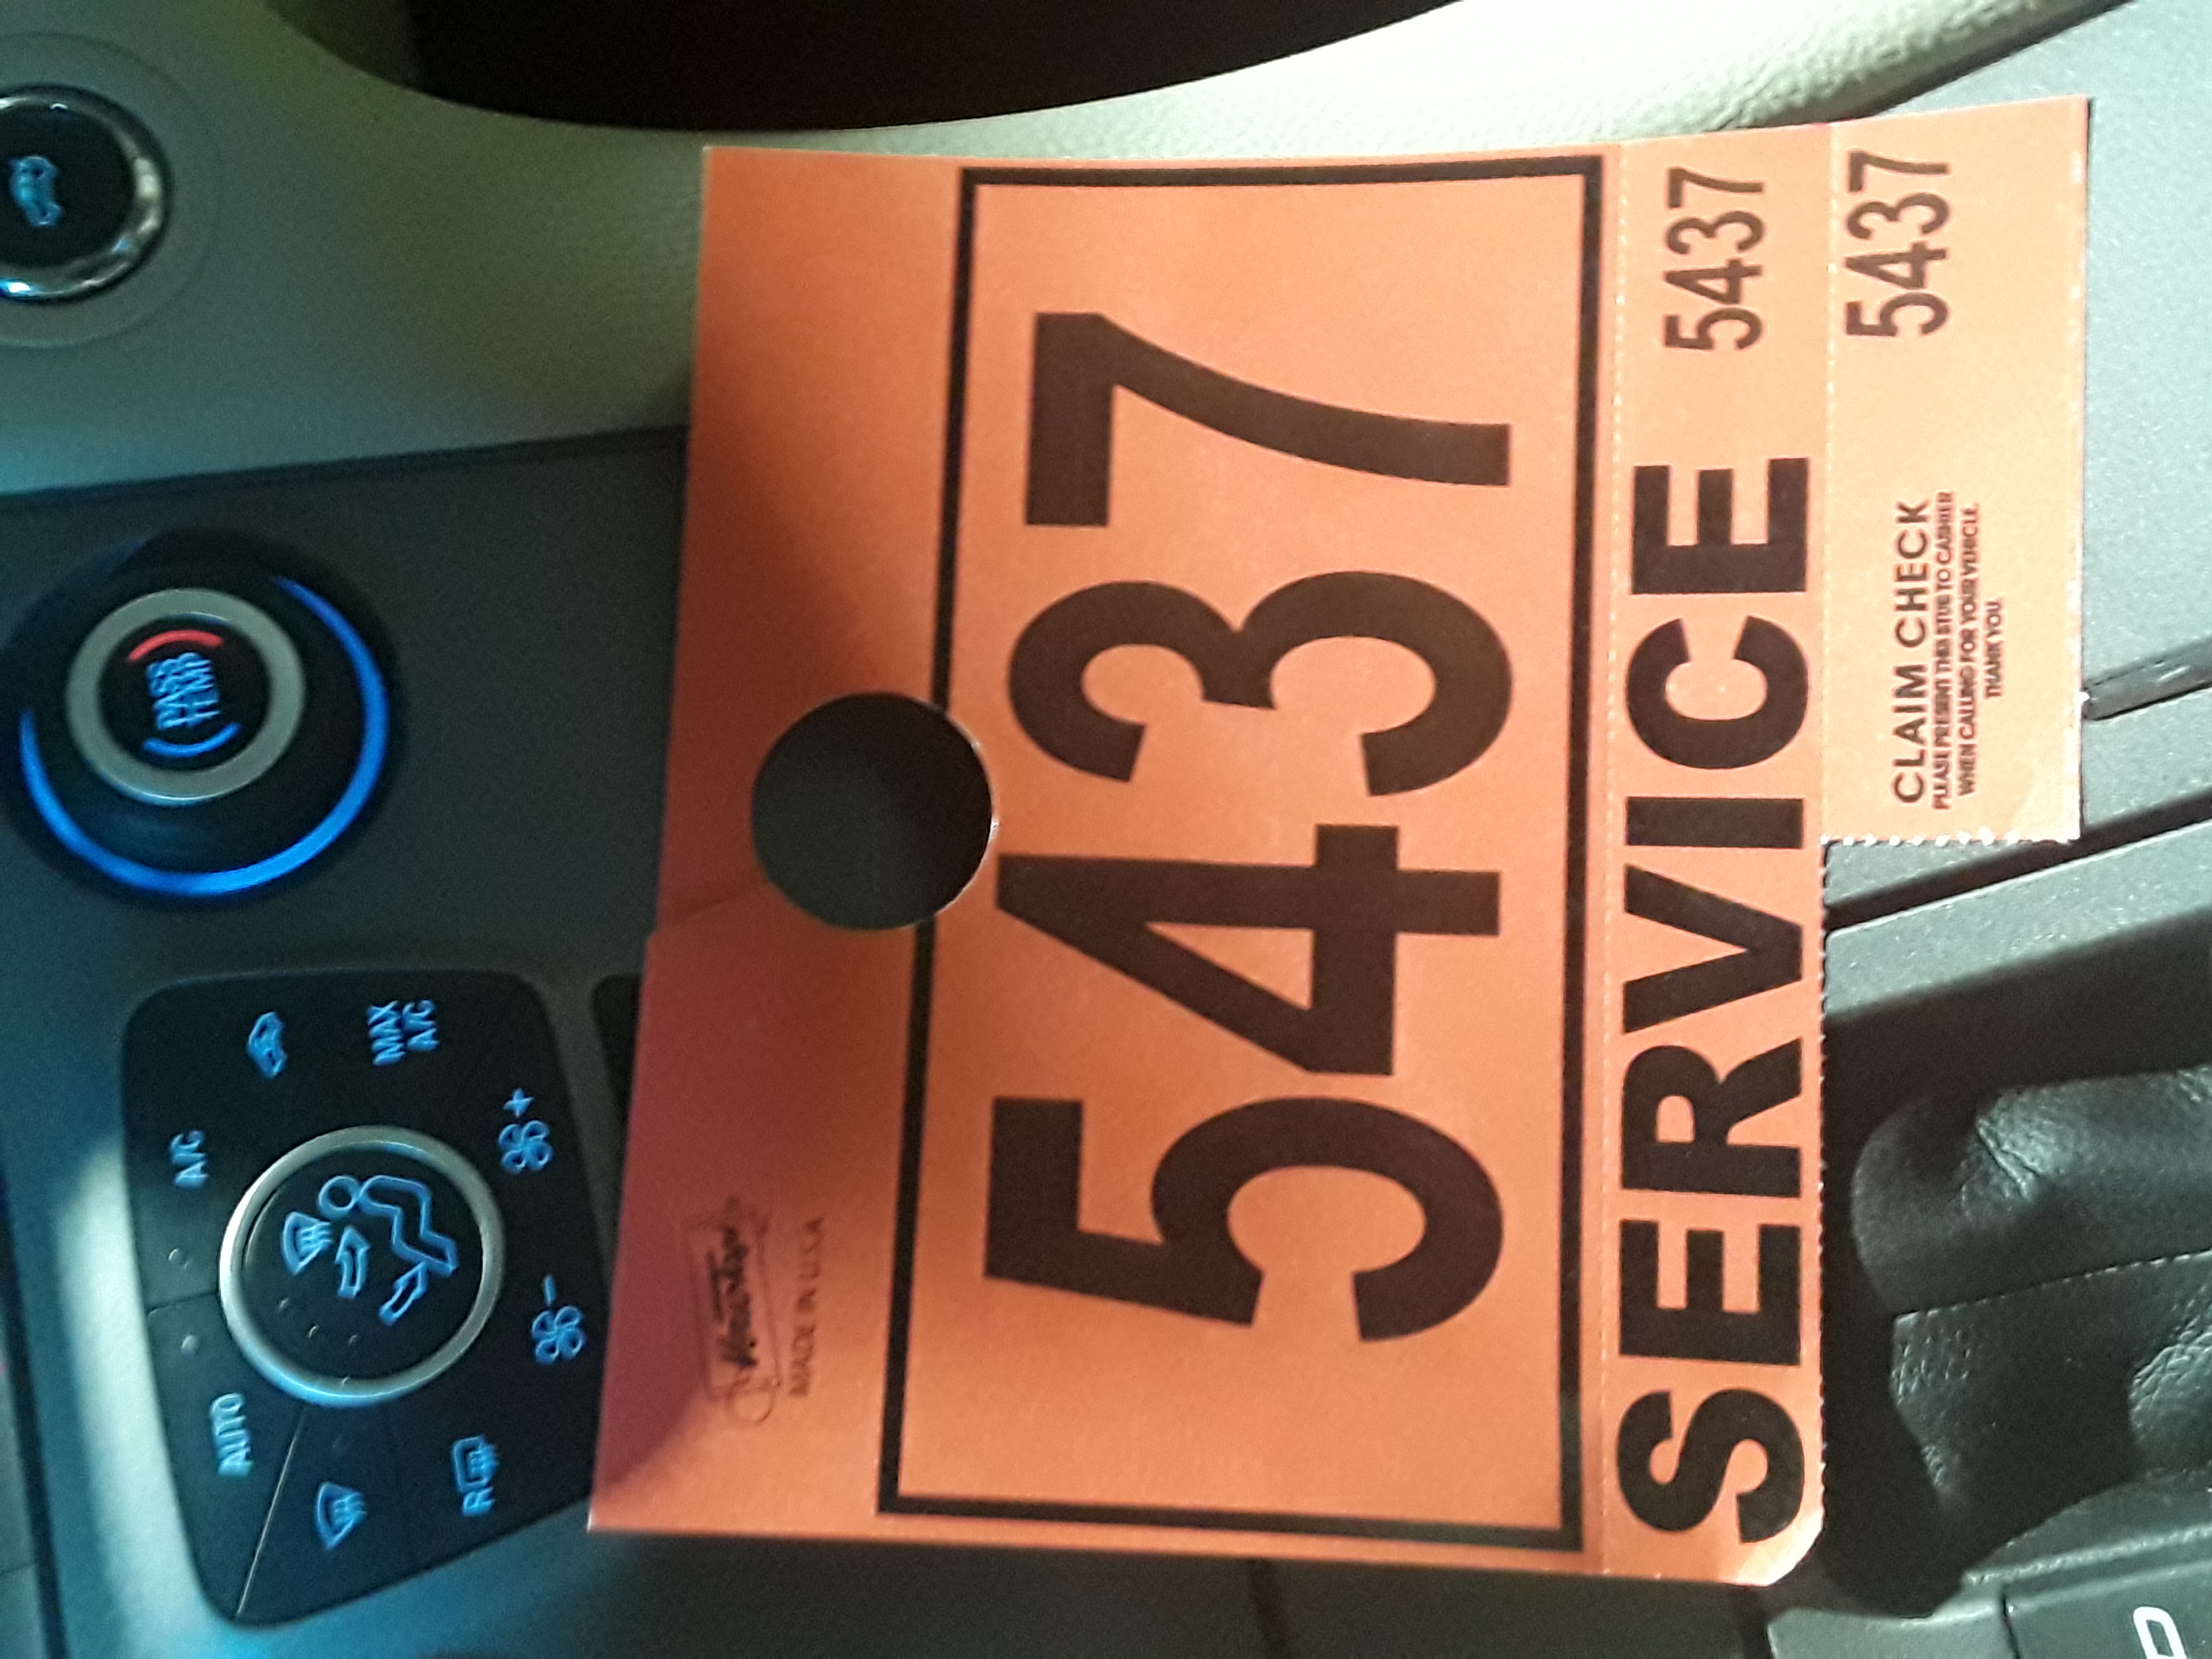 PASS
TEMP
A/C
MAX
A/C
AUTO
R
MADE IN U.S.A
5437
SERVICE 5437
5437
CLAIM CHECK
PLEASE PRESENT THIS STUB TO CASHIER
WHEN CALLING FOR YOUR VEHICLE.
THANK YOU.